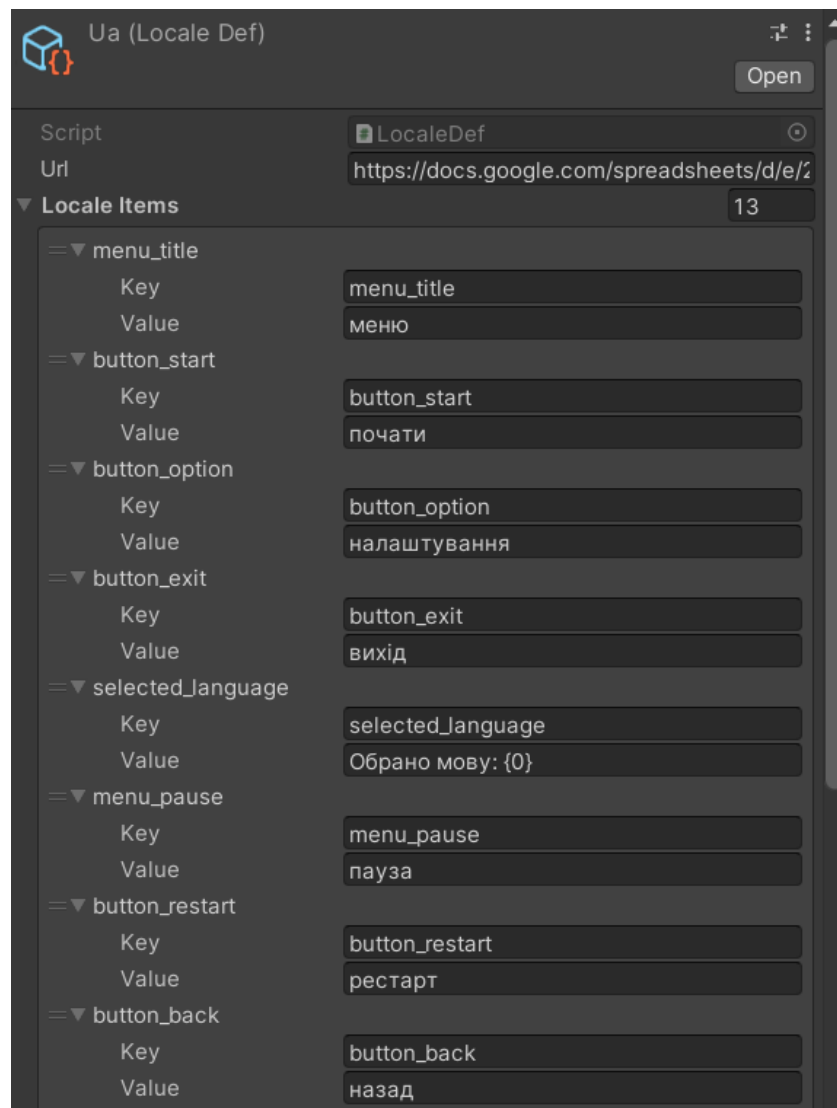 Ua (Locale Def)
Open
Script LocaleDef
Url https://docs.google.com/spreadsheets/d/e/2
Locale Items 13
menu_title
Key menu_title
Value меню
button_start
Key button_start
Value почати
button_option
Key button_option
Value налаштування
button_exit
Key button_exit
Value вихід
selected_language
Key selected_language
Value Обрано мову: {0}
menu_pause
Key menu_pause
Value пауза
button_restart
Key button_restart
Value рестарт
button_back
Key button_back
Value назад